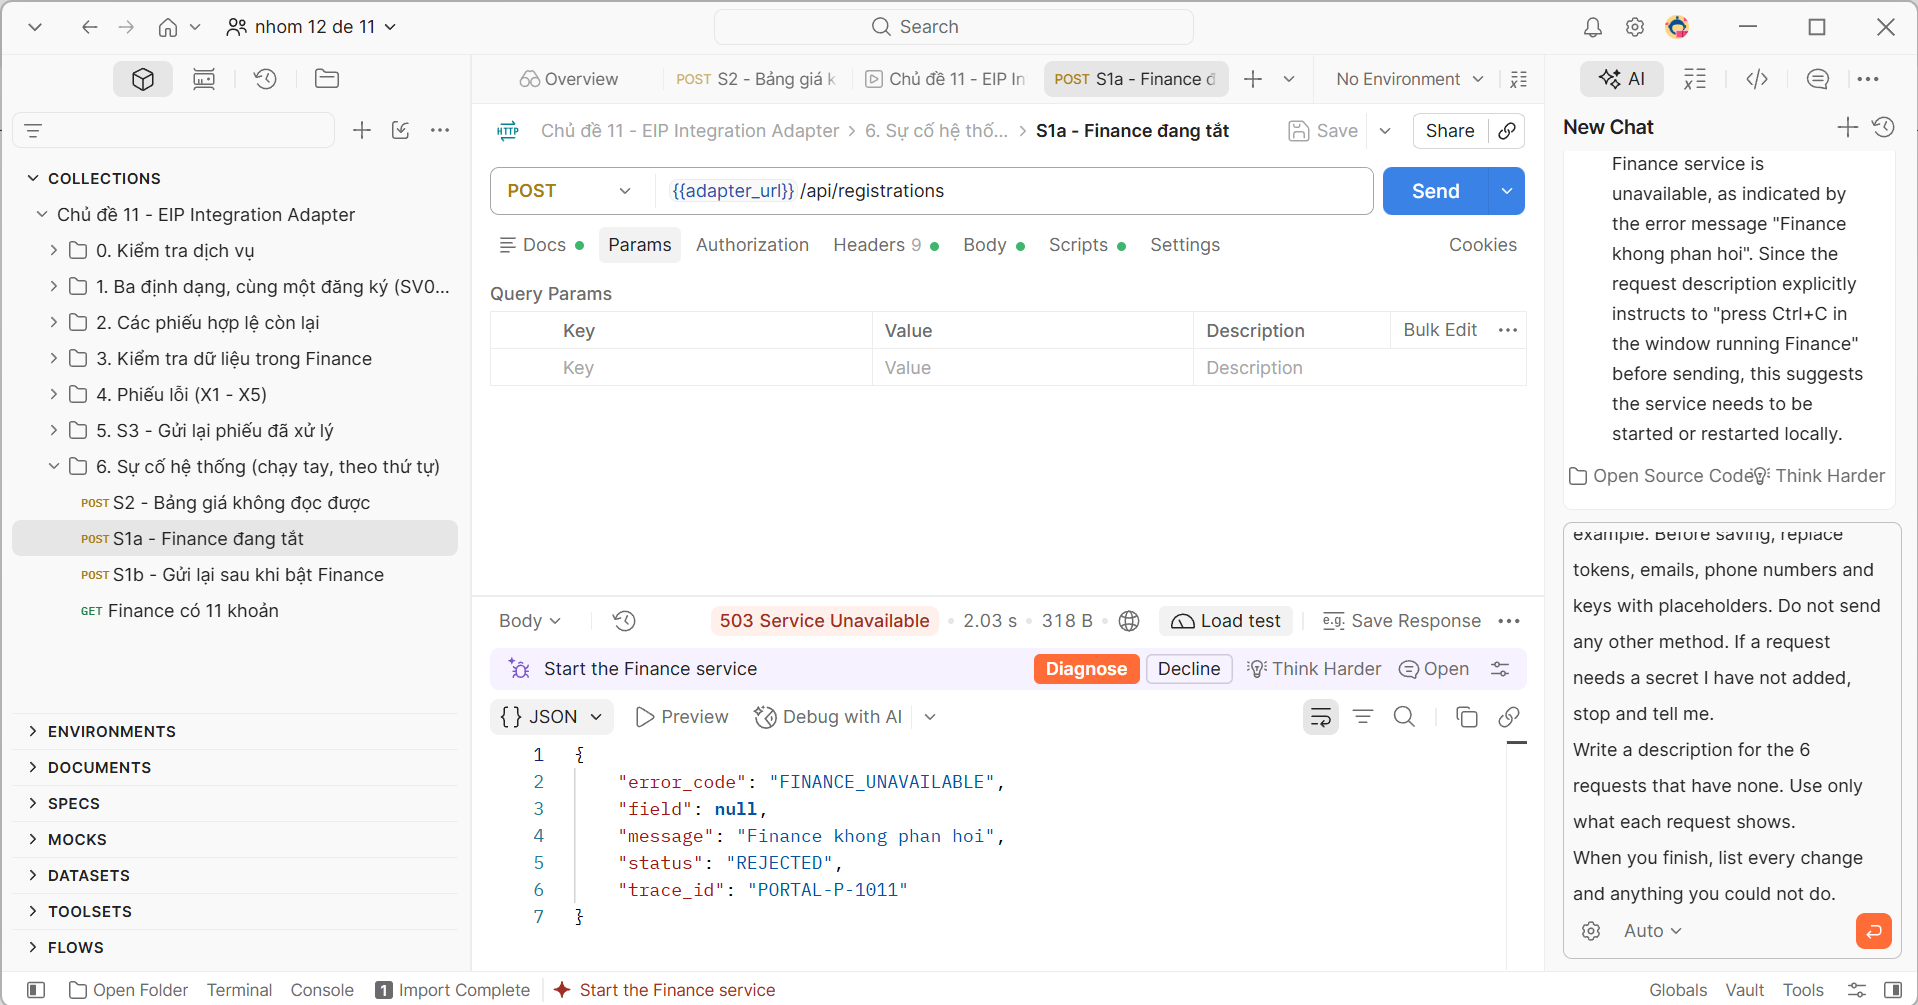 nhom 12 de 11
Search
Overview
POST S2 - Bảng giá k
Chủ đề 11 - EIP In
POST S1a - Finance đ
No Environment
AI
Chủ đề 11 - EIP Integration Adapter > 6. Sự cố hệ thố... > S1a - Finance đang tắt
Save
Share
New Chat
COLLECTIONS
Chủ đề 11 - EIP Integration Adapter
0. Kiểm tra dịch vụ
1. Ba định dạng, cùng một đăng ký (SV0...
2. Các phiếu hợp lệ còn lại
3. Kiểm tra dữ liệu trong Finance
4. Phiếu lỗi (X1 - X5)
5. S3 - Gửi lại phiếu đã xử lý
6. Sự cố hệ thống (chạy tay, theo thứ tự)
POST S2 - Bảng giá không đọc được
POST S1a - Finance đang tắt
POST S1b - Gửi lại sau khi bật Finance
GET Finance có 11 khoản
ENVIRONMENTS
DOCUMENTS
SPECS
MOCKS
DATASETS
TOOLSETS
FLOWS
HTTP
POST
{{adapter_url}} /api/registrations
Send
Docs
Params
Authorization
Headers 9
Body
Scripts
Settings
Cookies
Query Params
Key
Value
Description
Bulk Edit
Key
Value
Description
Body
503 Service Unavailable
2.03 s
318 B
Load test
e.g. Save Response
Start the Finance service
Diagnose
Decline
Think Harder
Open
{} JSON
Preview
Debug with AI
1 {
2 "error_code": "FINANCE_UNAVAILABLE",
3 "field": null,
4 "message": "Finance khong phan hoi",
5 "status": "REJECTED",
6 "trace_id": "PORTAL-P-1011"
7 }
Finance service is
unavailable, as indicated by
the error message "Finance
khong phan hoi". Since the
request description explicitly
instructs to "press Ctrl+C in
the window running Finance"
before sending, this suggests
the service needs to be
started or restarted locally.
Open Source Code
Think Harder
example. Before saving, replace
tokens, emails, phone numbers and
keys with placeholders. Do not send
any other method. If a request
needs a secret I have not added,
stop and tell me.
Write a description for the 6
requests that have none. Use only
what each request shows.
When you finish, list every change
and anything you could not do.
Auto
Open Folder
Terminal
Console
1 Import Complete
Start the Finance service
Globals
Vault
Tools